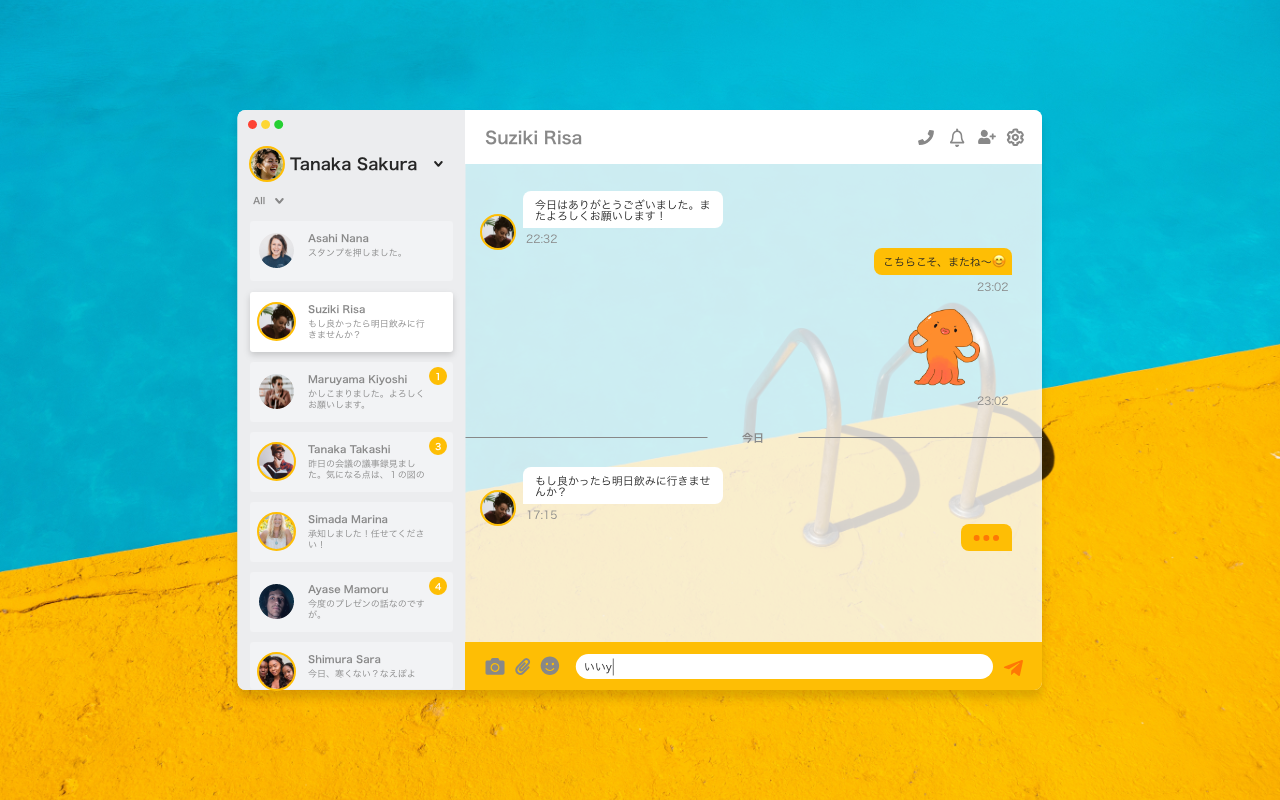 Tanaka Sakura
All
Asahi Nana
スタンプを押しました。
Suziki Risa
もし良かったら明日飲みに行
きませんか？
Maruyama Kiyoshi
1
かしこまりました。よろしく
お願いします。
Tanaka Takashi
3
昨日の会議の議事録見まし
た。気になる点は、１の図の
Simada Marina
承知しました！任せてくださ
い！
Ayase Mamoru
4
今度のプレゼンの話なのです
が。
Shimura Sara
今日、寒くない？なえぽよ
Suziki Risa
今日はありがとうございました。ま
たよろしくお願いします！
22:32
こちらこそ、またね〜😊
23:02
23:02
今日
もし良かったら明日飲みに行きませ
んか？
17:15
いいy